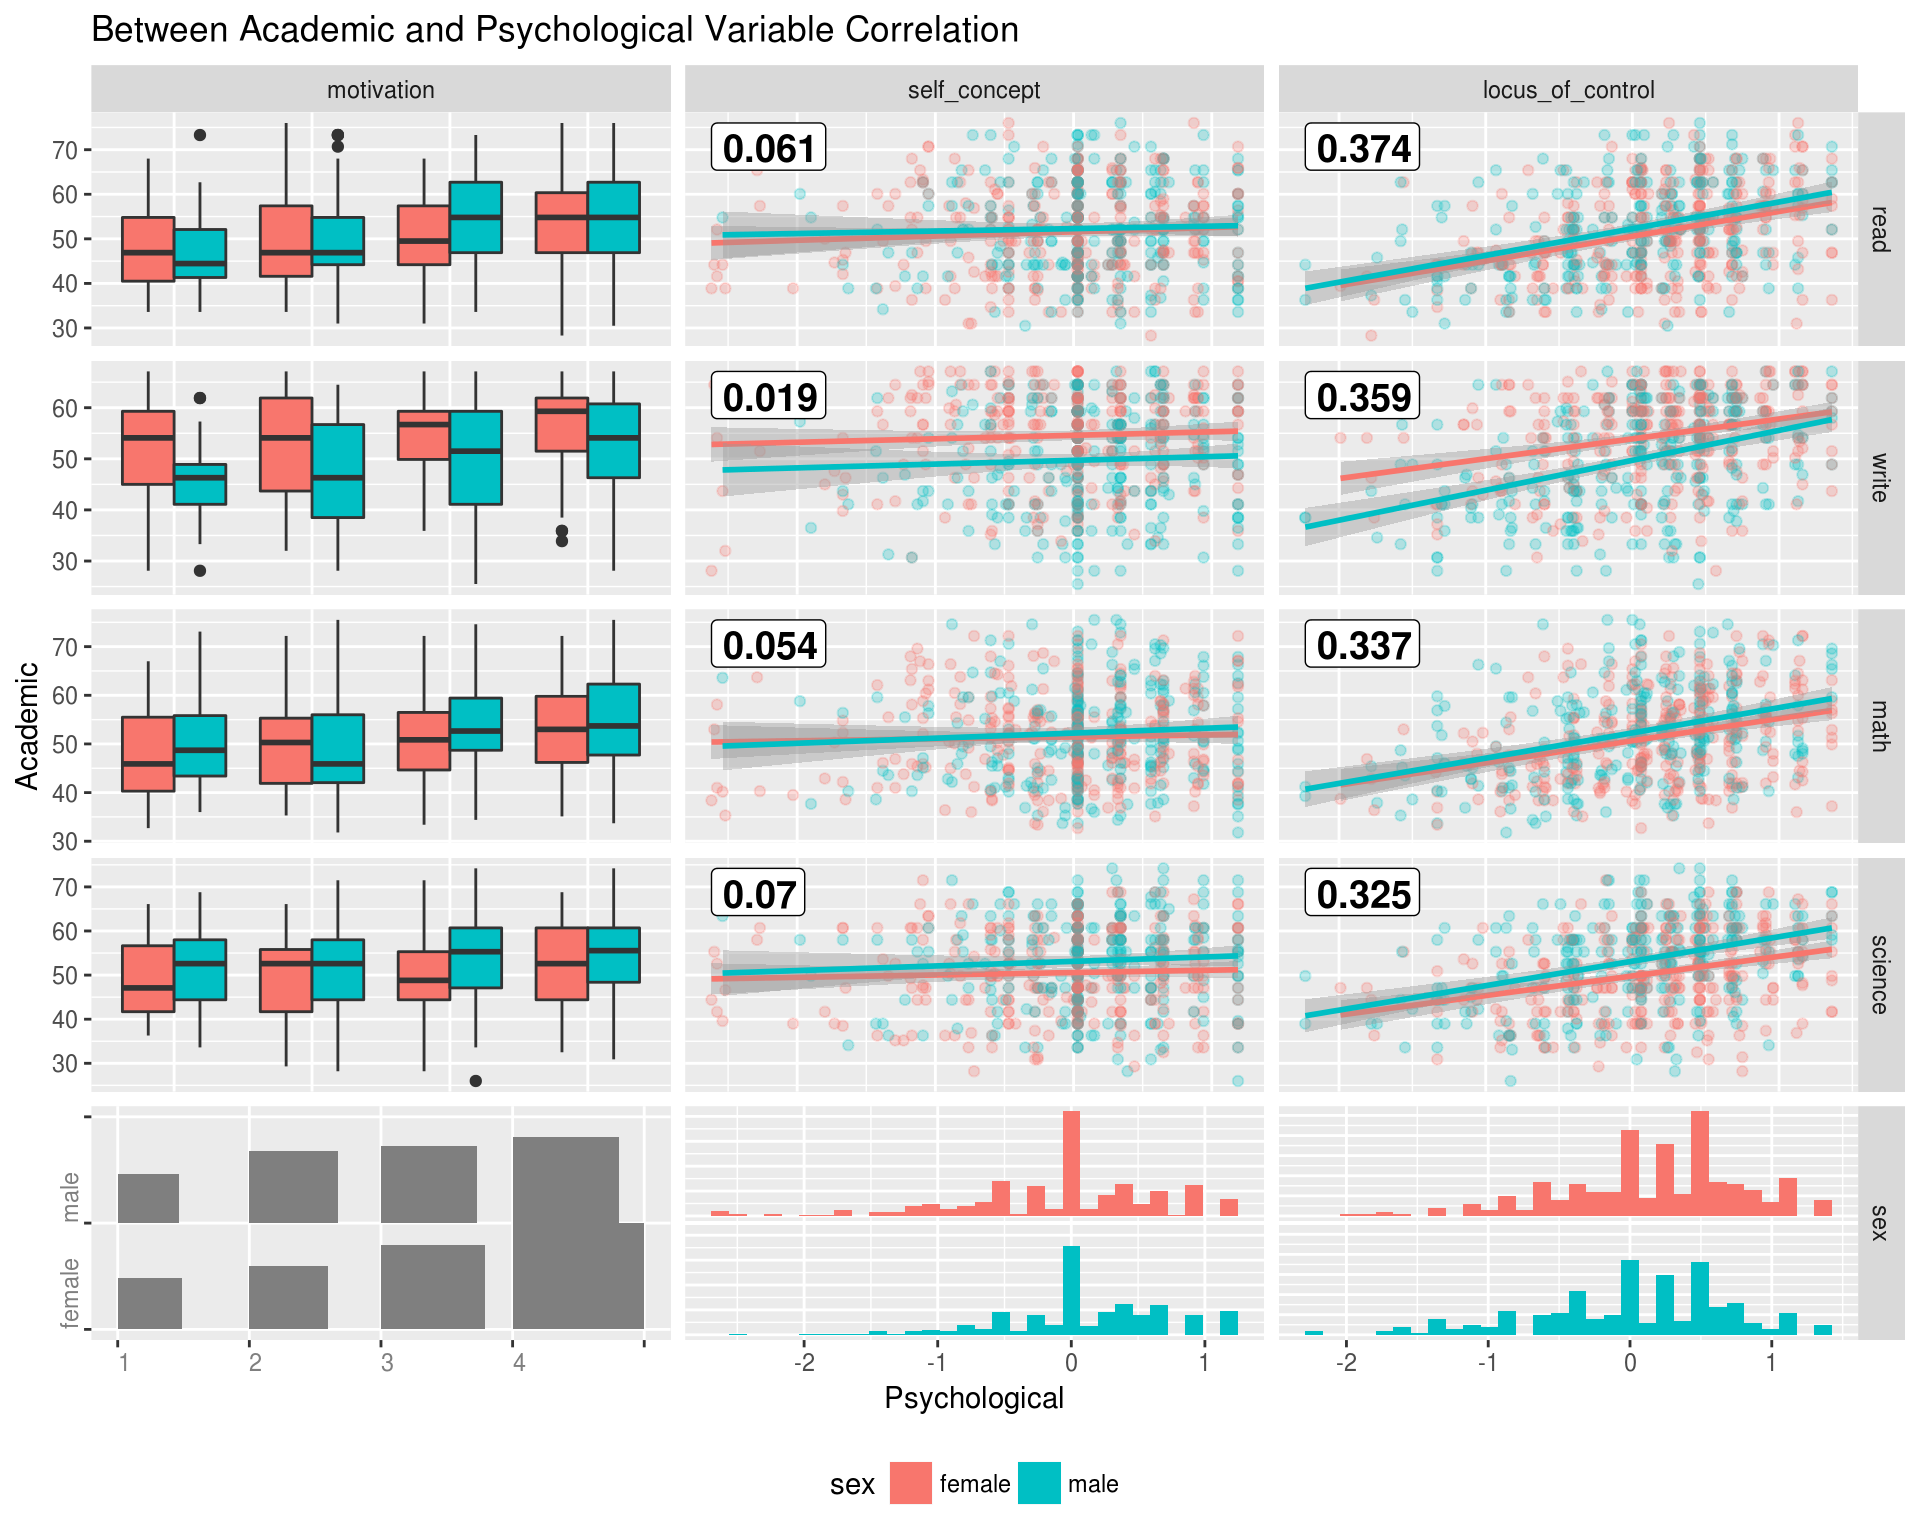 Between Academic and Psychological Variable Correlation
motivation
self_concept
locus_of_control
70
60
50
40
30
0.061
0.374
read
60
50
40
30
0.019
0.359
write
70
60
50
40
30
0.054
0.337
math
70
60
50
40
30
0.07
0.325
science
Academic
male
female
sex
1
2
3
4
-2
-1
0
1
-2
-1
0
1
Psychological
sex
female
male